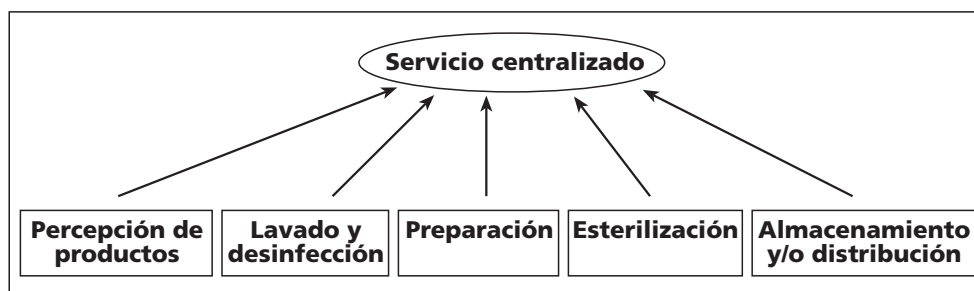 Servicio centralizado
Percepción de
productos
Lavado y
desinfección
Preparación
Esterilización
Almacenamiento
y/o distribución